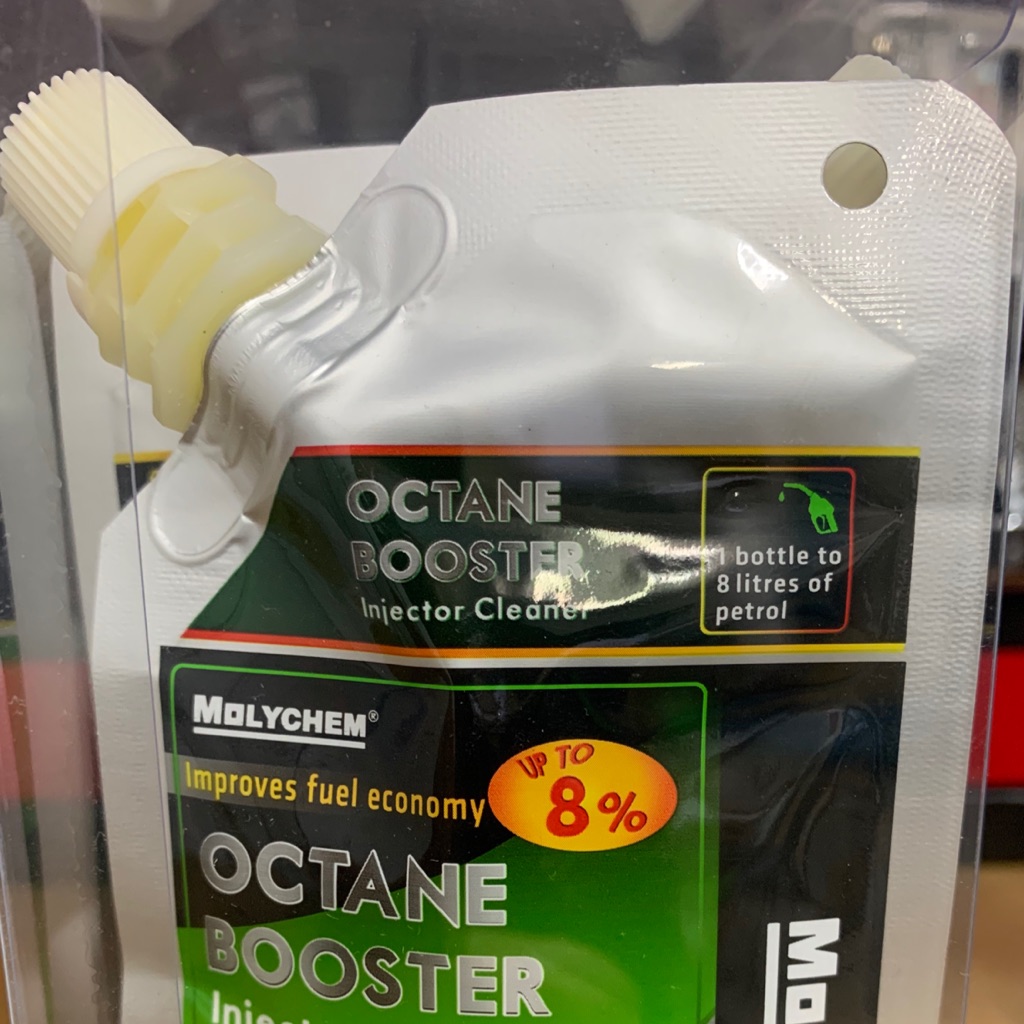 OCTANE
BOOSTER
Injector Cleaner
1 bottle to
8 litres of
petrol
MOLYCHEM®
Improves fuel economy
UP TO
8%
OCTANE
BOOSTER